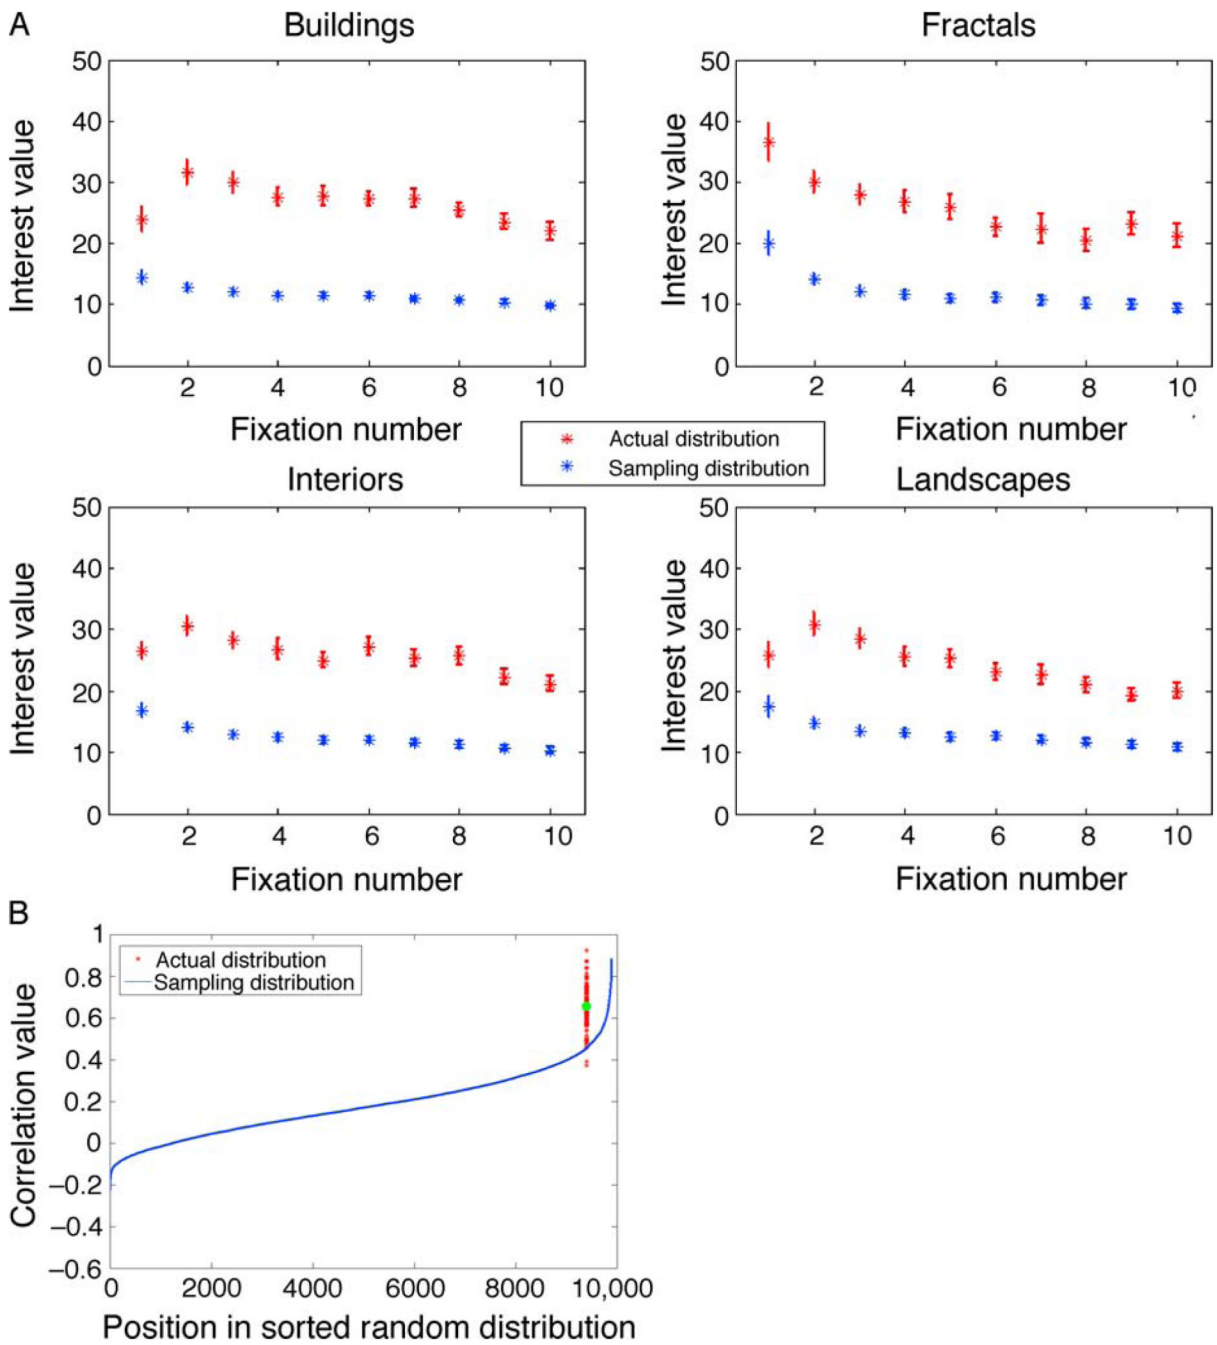 A
Buildings
Fractals
Interest value
50
40
30
20
10
0
2
4
6
8
10
Fixation number
Interest value
50
40
30
20
10
0
2
4
6
8
10
Fixation number
Actual distribution
Sampling distribution
Interiors
Landscapes
Interest value
50
40
30
20
10
0
2
4
6
8
10
Fixation number
Interest value
50
40
30
20
10
0
2
4
6
8
10
Fixation number
B
Correlation value
1
0.8
0.6
0.4
0.2
0
–0.2
–0.4
–0.6
Actual distribution
Sampling distribution
0
2000
4000
6000
8000
10,000
Position in sorted random distribution